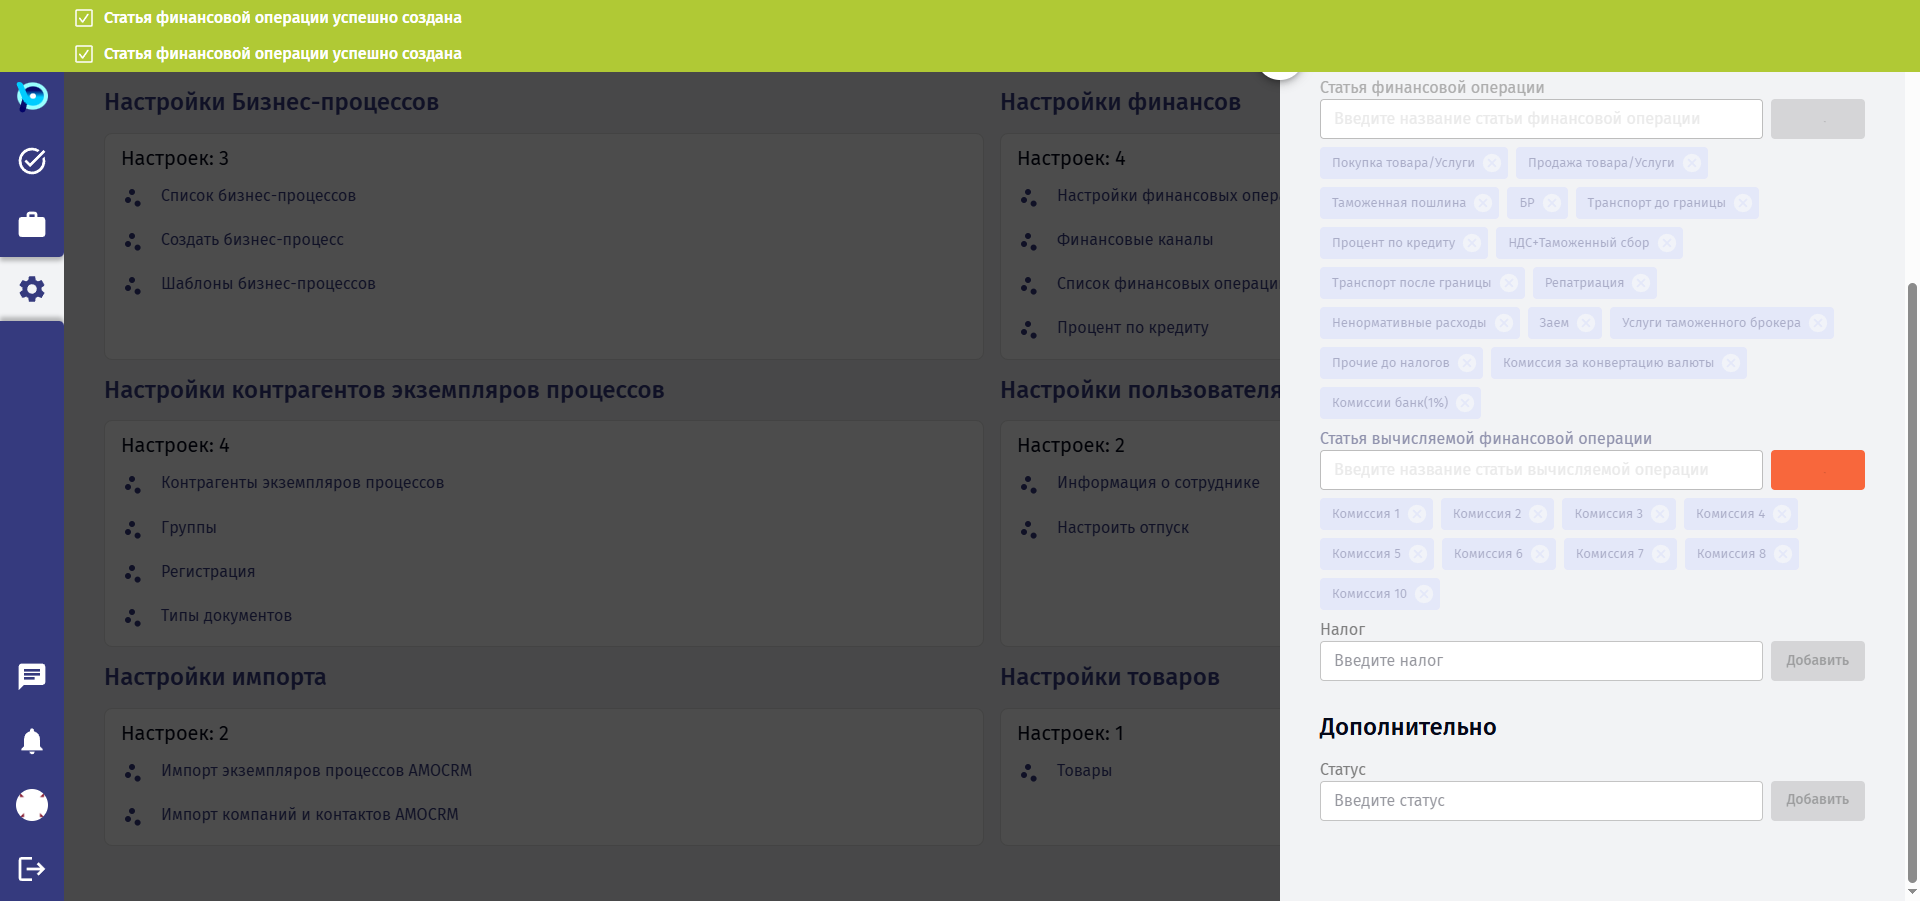 Статья финансовой операции успешно создана
Статья финансовой операции успешно создана
Настройки Бизнес-процессов
Настроек: 3
Список бизнес-процессов
Создать бизнес-процесс
Шаблоны бизнес-процессов
Настройки финансов
Настроек: 4
Настройки финансовых опер
Финансовые каналы
Список финансовых операци
Процент по кредиту
Настройки контрагентов экземпляров процессов
Настроек: 4
Контрагенты экземпляров процессов
Группы
Регистрация
Типы документов
Настройки пользователя
Настроек: 2
Информация о сотруднике
Настроить отпуск
Настройки импорта
Настроек: 2
Импорт экземпляров процессов AMOCRM
Импорт компаний и контактов AMOCRM
Настройки товаров
Настроек: 1
Товары
Статья финансовой операции
Введите название статьи финансовой операции
Покупка товара/Услуги Продажа товара/Услуги
Таможенная пошлина БР Транспорт до границы
Процент по кредиту НДС+Таможенный сбор
Транспорт после границы Репатриация
Ненормативные расходы Заем Услуги таможенного брокера
Прочие до налогов Комиссия за конвертацию валюты
Комиссии банк(1%)
Статья вычисляемой финансовой операции
Введите название статьи вычисляемой операции
Комиссия 1 Комиссия 2 Комиссия 3 Комиссия 4
Комиссия 5 Комиссия 6 Комиссия 7 Комиссия 8
Комиссия 10
Налог
Введите налог Добавить
Дополнительно
Статус
Введите статус Добавить